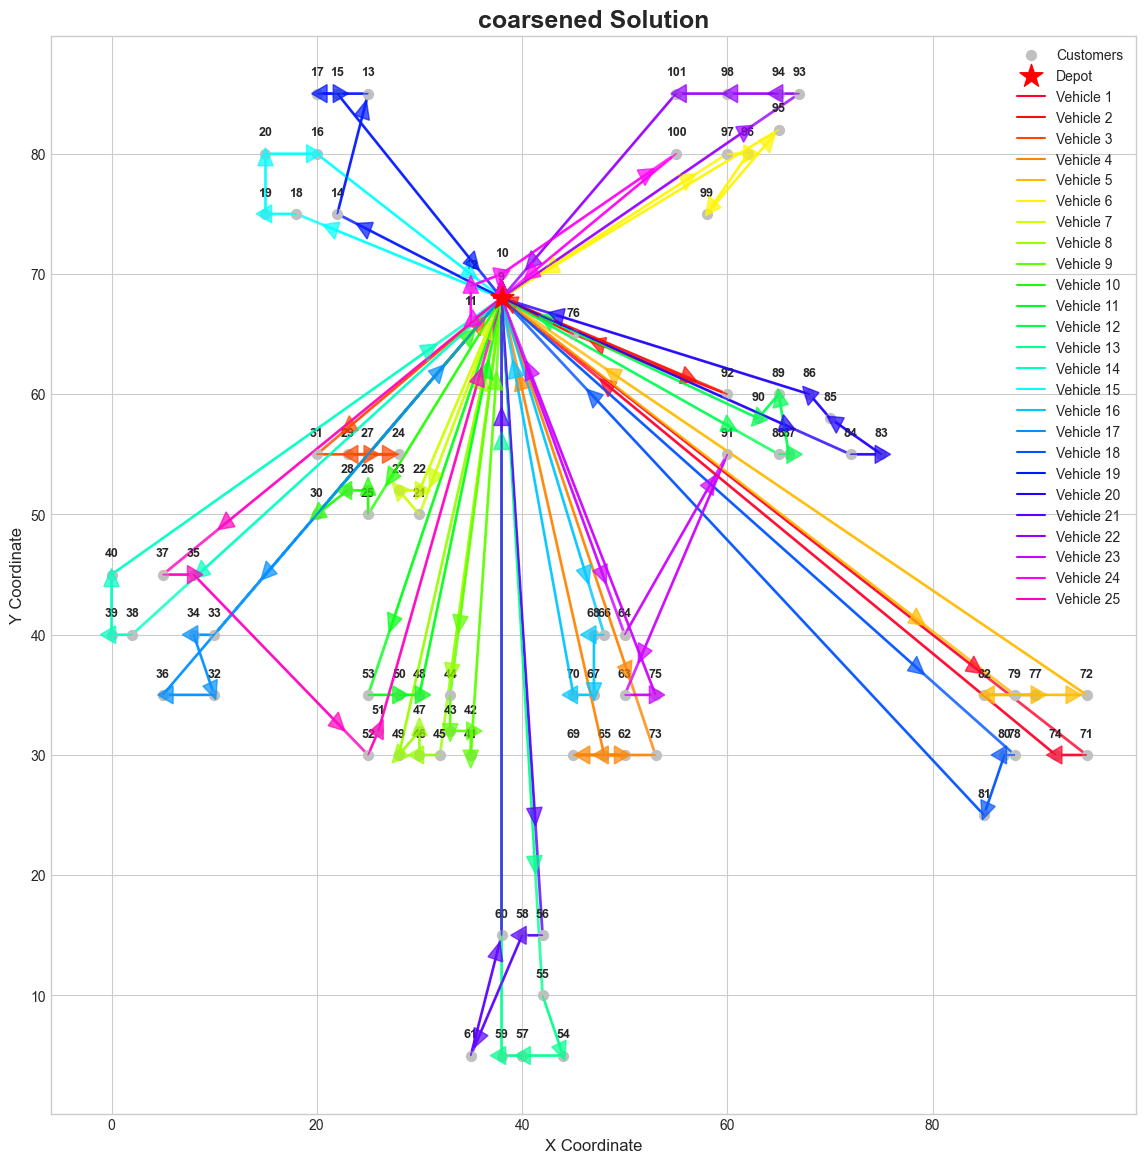 coarsened Solution
Customers
Depot
Vehicle 1
Vehicle 2
Vehicle 3
Vehicle 4
Vehicle 5
Vehicle 6
Vehicle 7
Vehicle 8
Vehicle 9
Vehicle 10
Vehicle 11
Vehicle 12
Vehicle 13
Vehicle 14
Vehicle 15
Vehicle 16
Vehicle 17
Vehicle 18
Vehicle 19
Vehicle 20
Vehicle 21
Vehicle 22
Vehicle 23
Vehicle 24
Vehicle 25
17 15 13 101 98 94 93
95
20 16 100 97
19 18 14 99
10
11 76
92 89 86
90 85
31 27 24 91 84 83
28 26 23 22
30 25 21
40 37 35
39 38 34 33 68 66 64
36 32 53 50 48 44 70 67 63 75 82 79 77 72
51 47 43 42
52 49 45 41 69 65 62 73 80 78 74 71
81
60 58 56
55
61 59 57 54
80
70
60
50
40
30
20
10
0 20 40 60 80
Y Coordinate
X Coordinate